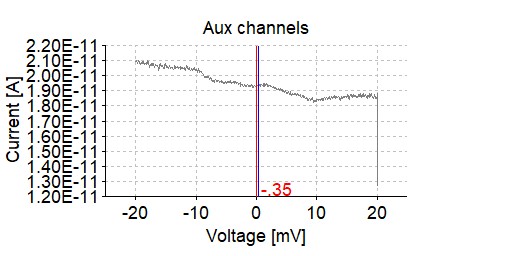 Aux channels
2.20E-11
2.10E-11
2.00E-11
1.90E-11
1.80E-11
1.70E-11
1.60E-11
1.50E-11
1.40E-11
1.30E-11
1.20E-11
Current [A]
-.35
-20 -10 0 10 20
Voltage [mV]